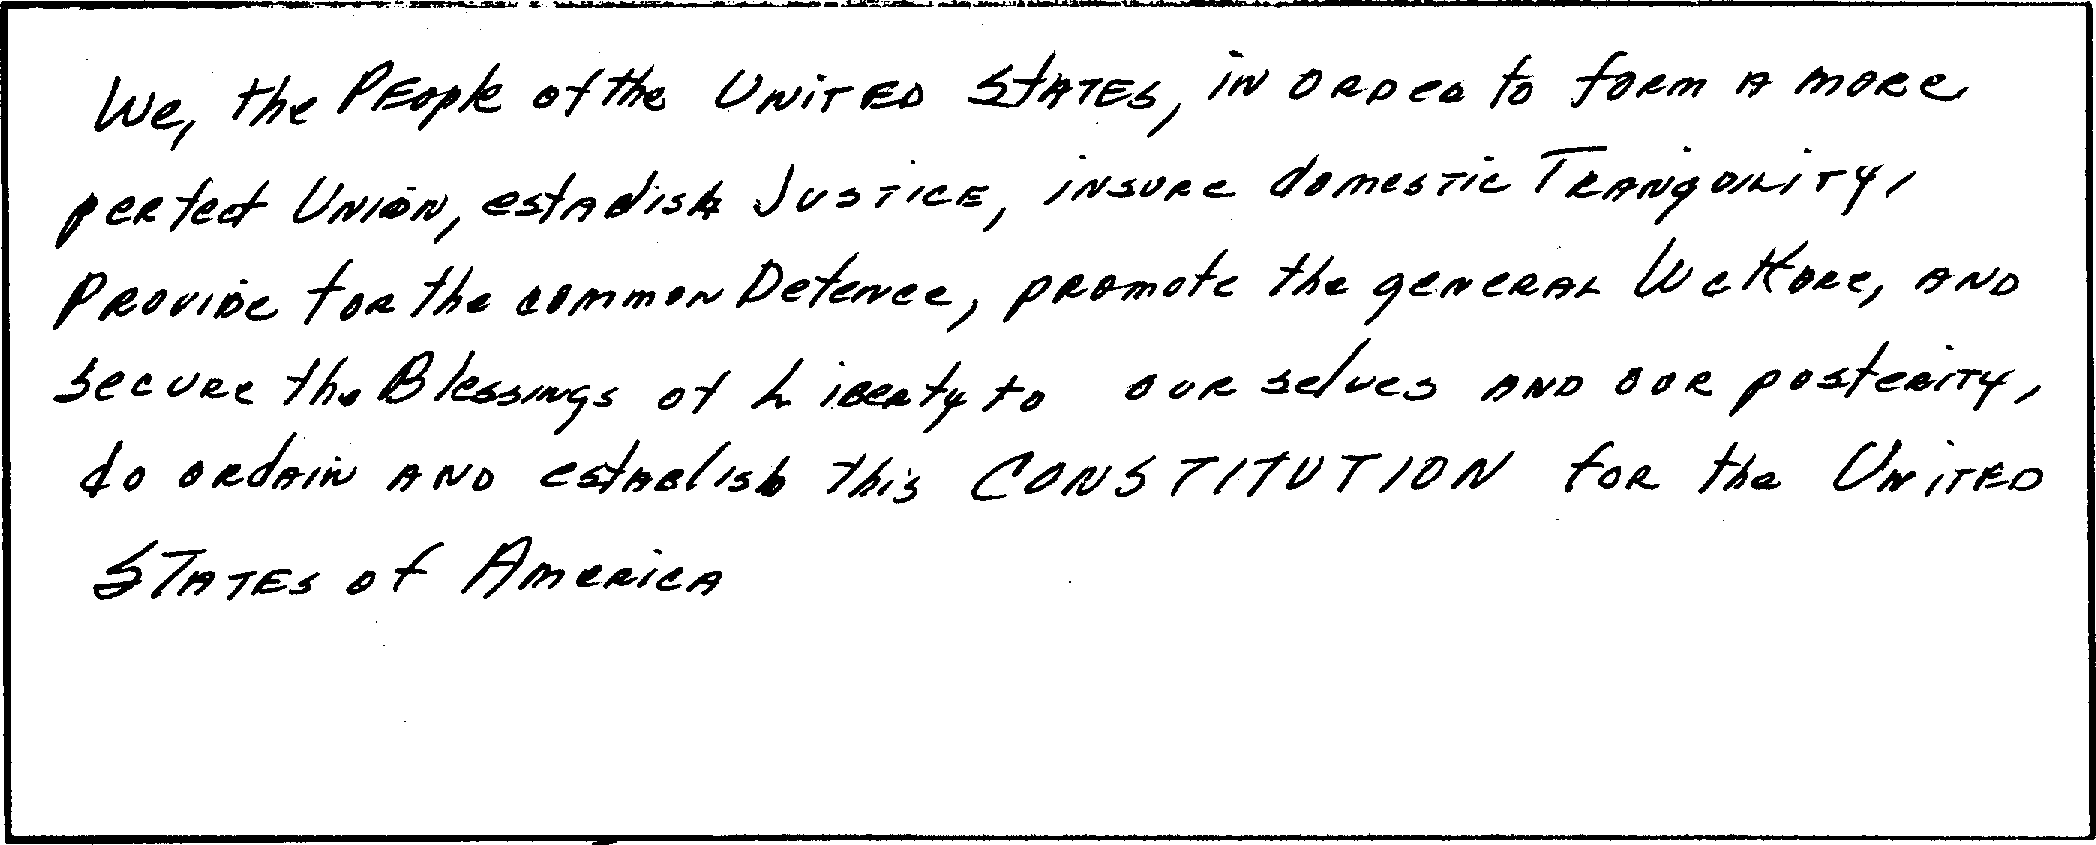 We, the PEople of the UNiTED StATES, iN ORDer to form A more
perfect UNion, estAblish JUSTICE, iNSURe domesTic TRANquiliTy,
PROVIDe for the common Defence, promote the geneRAL Welfare, AND
secure the Blessings of Liberty to ourselves AND our posteriTy,
do ordAiN AND estAblish this CONSTITUTION for the UNiTED
STATES of AmericA